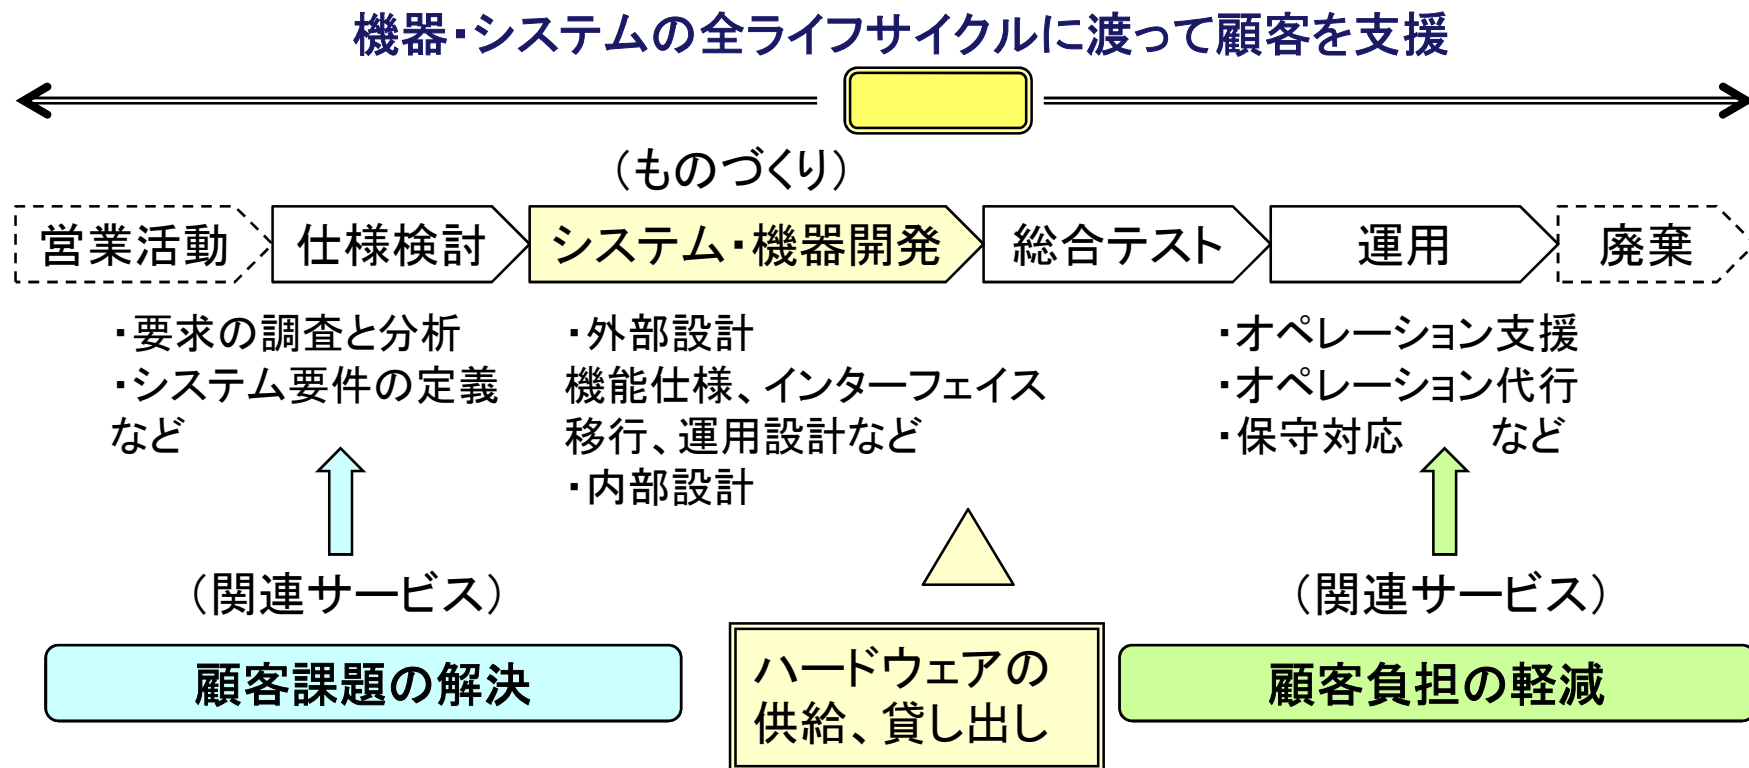 機器・システムの全ライフサイクルに渡って顧客を支援
（ものづくり）
営業活動
仕様検討
システム・機器開発
総合テスト
運用
廃棄
・要求の調査と分析
・システム要件の定義
など
・外部設計
機能仕様、インターフェイス
移行、運用設計など
・内部設計
・オペレーション支援
・オペレーション代行
・保守対応　　など
（関連サービス）
顧客課題の解決
ハードウェアの
供給、貸し出し
（関連サービス）
顧客負担の軽減